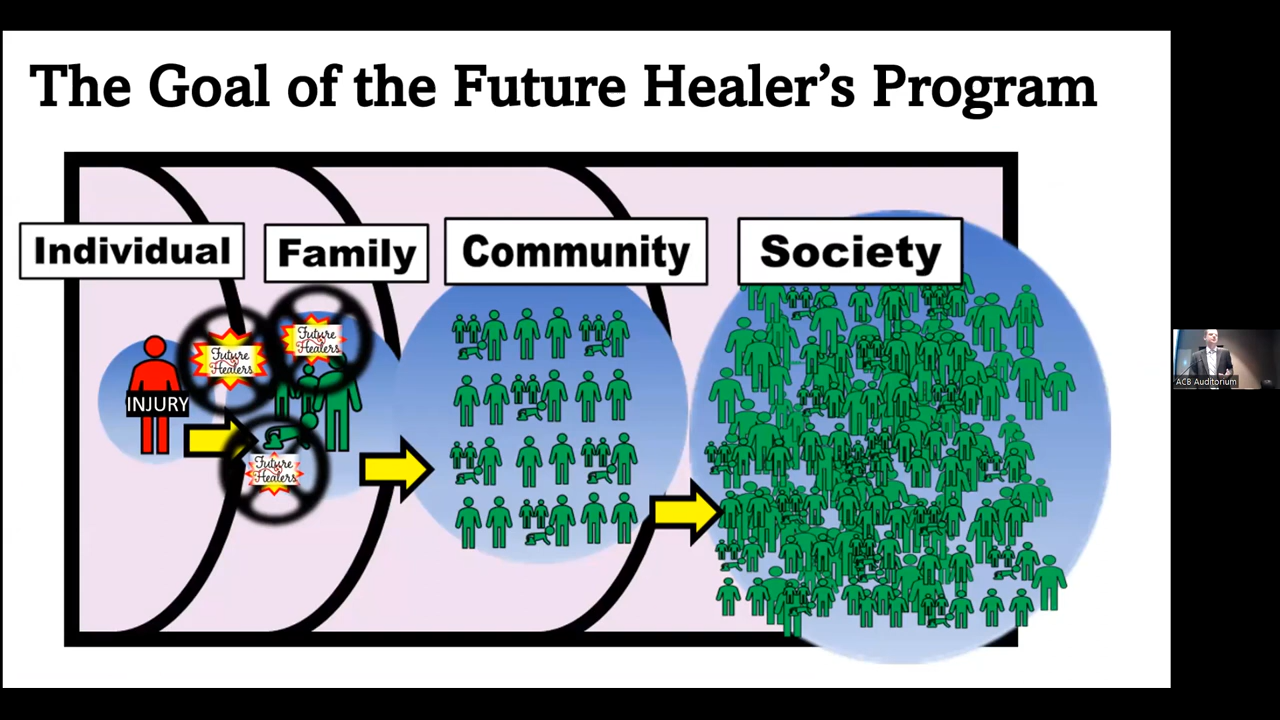 The Goal of the Future Healer's Program
Individual
Family
Community
Society
Future
Healers
Future
Healers
INJURY
Future
Healers
ACB Auditorium